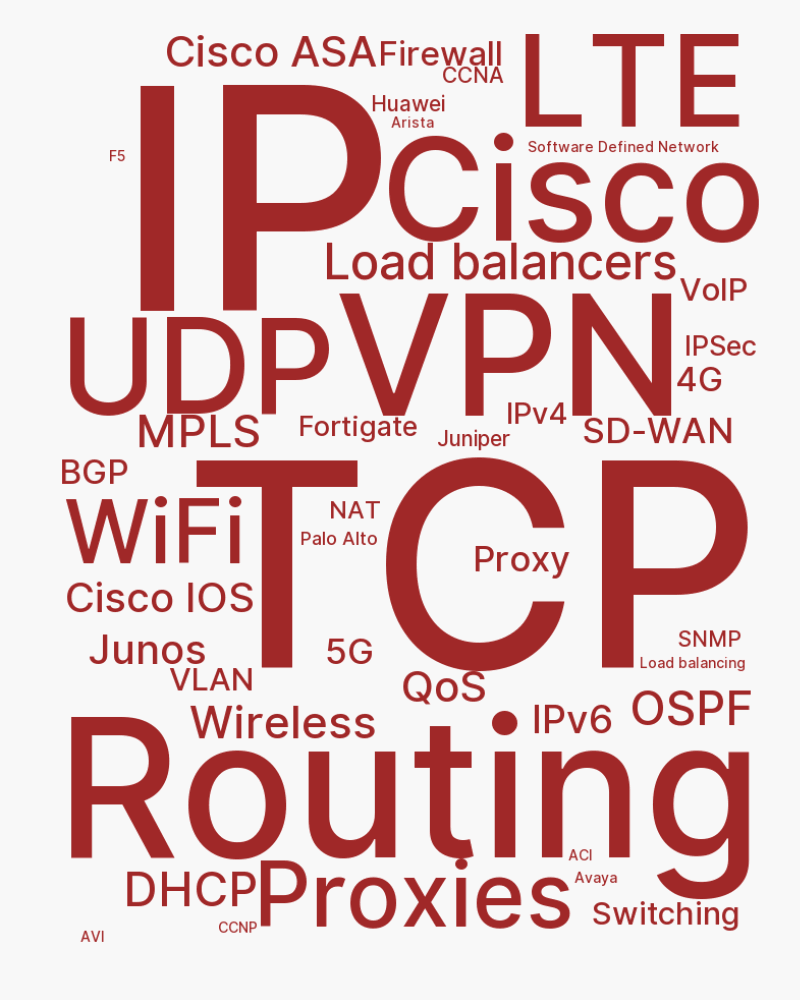 LTE
Cisco ASA
Firewall
CCNA
IP
Huawei
Arista
F5
Cisco
Software Defined Network
Load balancers
VoIP
UDP
VPN
IPSec
4G
MPLS
Fortigate
IPv4
Juniper
SD-WAN
BGP
TCP
WiFi
NAT
Palo Alto
Proxy
Cisco IOS
Junos
5G
SNMP
Load balancing
VLAN
QoS
Wireless
IPv6
OSPF
Routing
ACI
Avaya
DHCP
Proxies
Switching
CCNP
AVI